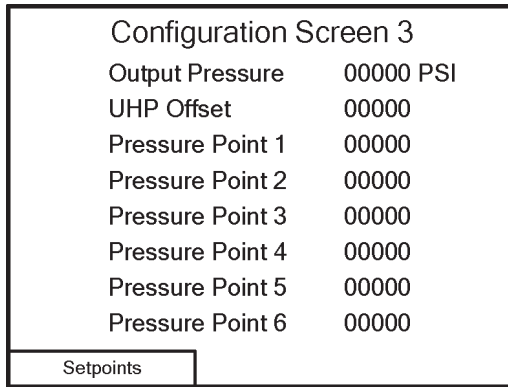 Configuration Screen 3
Output Pressure 00000 PSI
UHP Offset 00000
Pressure Point 1 00000
Pressure Point 2 00000
Pressure Point 3 00000
Pressure Point 4 00000
Pressure Point 5 00000
Pressure Point 6 00000
Setpoints